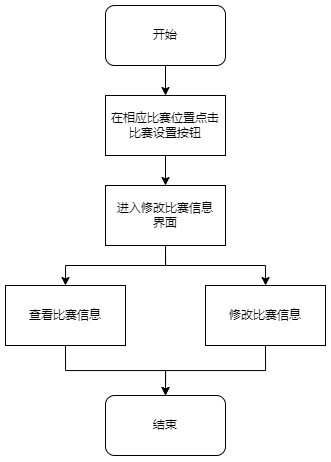 开始
在相应比赛位置点击
比赛设置按钮
进入修改比赛信息
界面
查看比赛信息
修改比赛信息
结束